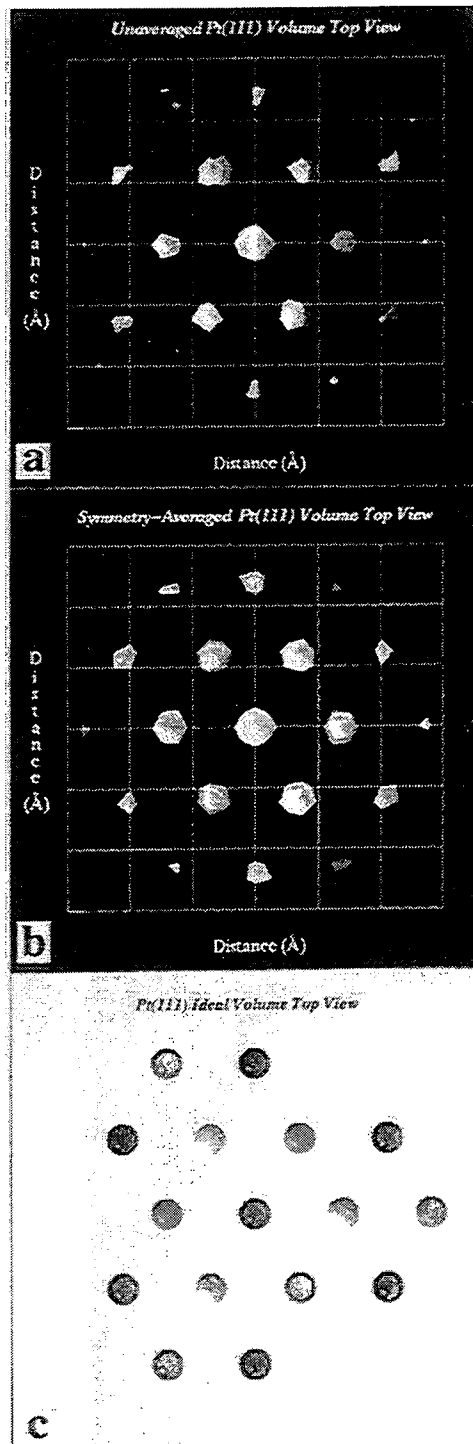 Unaveraged Pt(111) Volume Top View
Distance (Å)
a
Distance (Å)
Symmetry-Averaged Pt(111) Volume Top View
Distance (Å)
b
Distance (Å)
Pt(111) Ideal Volume Top View
c